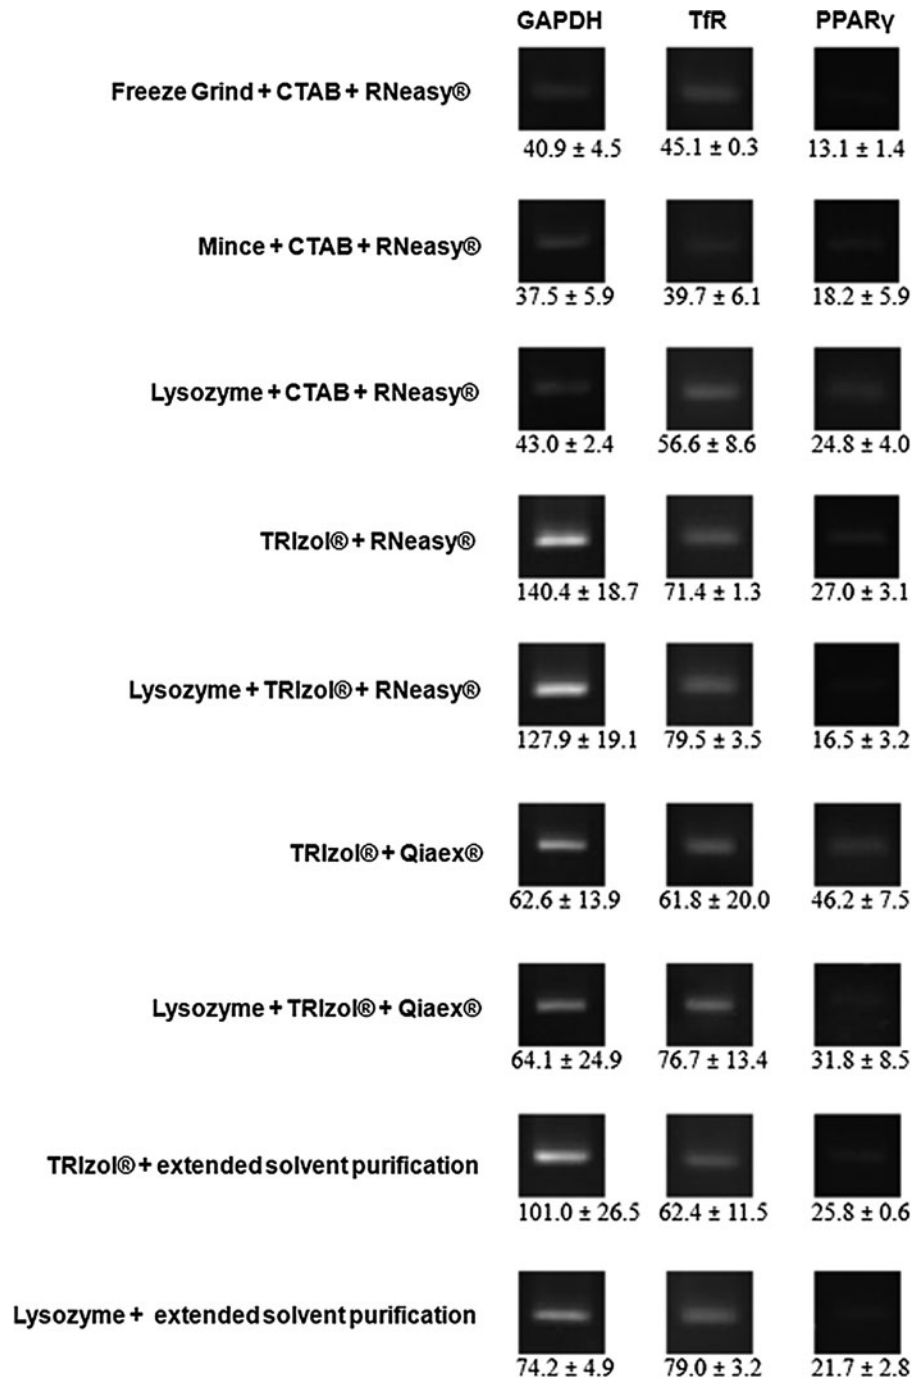 GAPDH TfR PPARγ
Freeze Grind + CTAB + RNeasy®
40.9 ± 4.5 45.1 ± 0.3 13.1 ± 1.4
Mince + CTAB + RNeasy®
37.5 ± 5.9 39.7 ± 6.1 18.2 ± 5.9
Lysozyme + CTAB + RNeasy®
43.0 ± 2.4 56.6 ± 8.6 24.8 ± 4.0
TRIzol® + RNeasy®
140.4 ± 18.7 71.4 ± 1.3 27.0 ± 3.1
Lysozyme + TRIzol® + RNeasy®
127.9 ± 19.1 79.5 ± 3.5 16.5 ± 3.2
TRIzol® + Qiaex®
62.6 ± 13.9 61.8 ± 20.0 46.2 ± 7.5
Lysozyme + TRIzol® + Qiaex®
64.1 ± 24.9 76.7 ± 13.4 31.8 ± 8.5
TRIzol® + extended solvent purification
101.0 ± 26.5 62.4 ± 11.5 25.8 ± 0.6
Lysozyme + extended solvent purification
74.2 ± 4.9 79.0 ± 3.2 21.7 ± 2.8